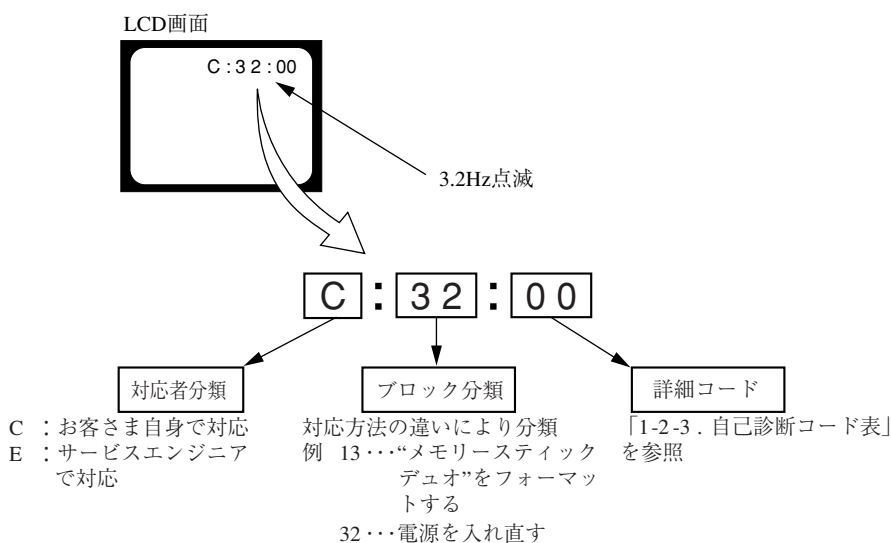 LCD画面
C:32:00
3.2Hz点滅
C:32:00
対応者分類
C ：お客さま自身で対応
E ：サービスエンジニア
で対応
ブロック分類
対応方法の違いにより分類
例 13･･･“メモリースティック
デュオ”をフォーマッ
トする
32･･･電源を入れ直す
詳細コード
「1-2-3．自己診断コード表」
を参照